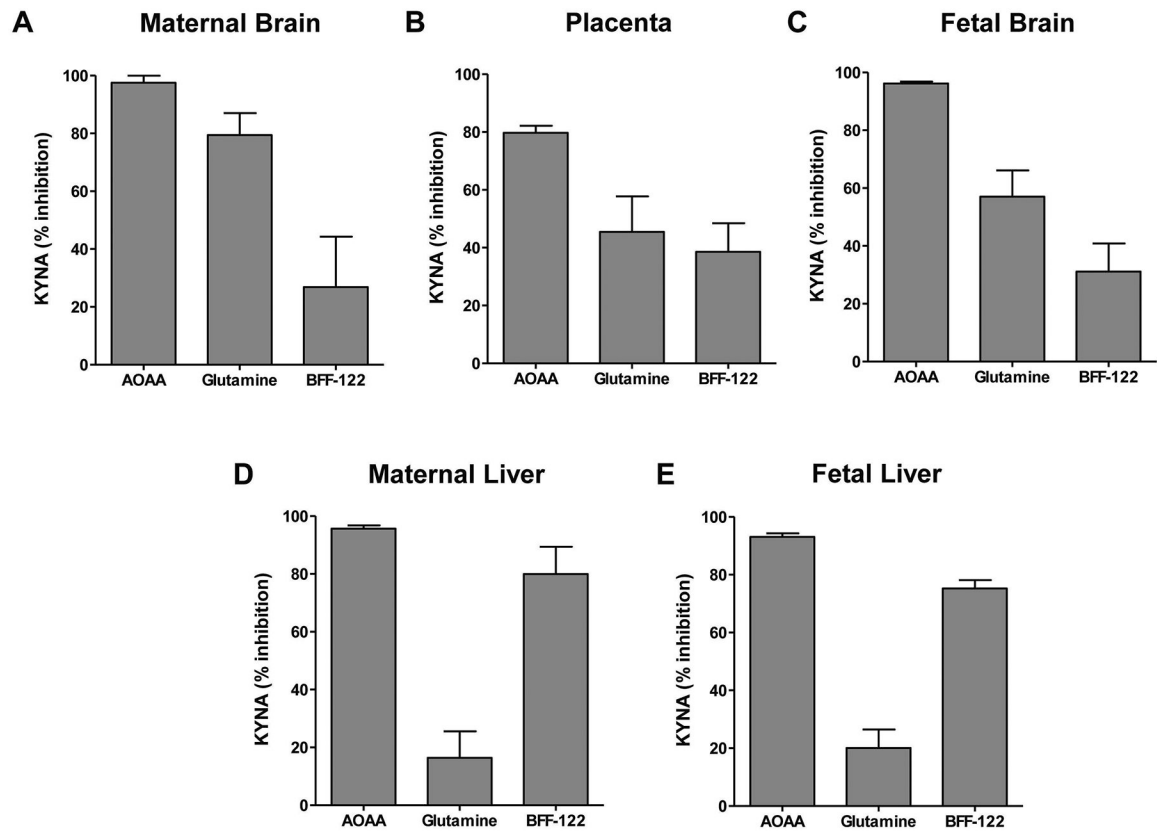 A Maternal Brain
KYNA (% inhibition)
100
80
60
40
20
0
AOAA Glutamine BFF-122
B Placenta
KYNA (% inhibition)
100
80
60
40
20
0
AOAA Glutamine BFF-122
C Fetal Brain
KYNA (% inhibition)
100
80
60
40
20
0
AOAA Glutamine BFF-122
D Maternal Liver
KYNA (% inhibition)
100
80
60
40
20
0
AOAA Glutamine BFF-122
E Fetal Liver
KYNA (% inhibition)
100
80
60
40
20
0
AOAA Glutamine BFF-122